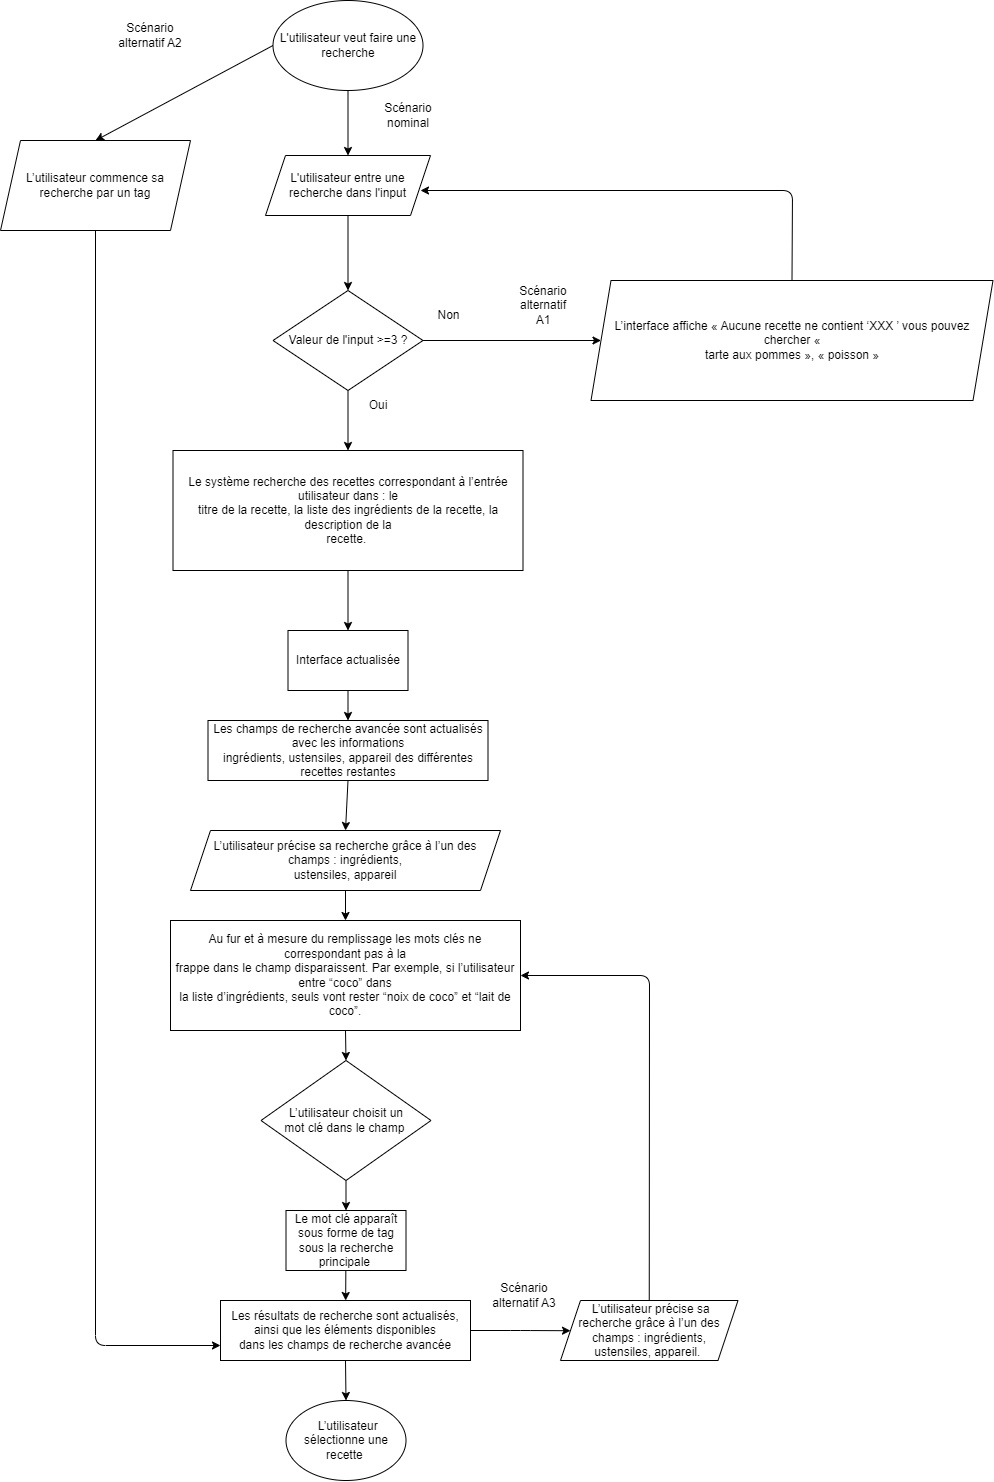 Scénario
alternatif A2
L'utilisateur veut faire une
recherche
Scénario
nominal
L'utilisateur commence sa
recherche par un tag
L'utilisateur entre une
recherche dans l'input
Valeur de l'input >=3 ?
Non
Scénario
alternatif
A1
L'interface affiche « Aucune recette ne contient ‘XXX ’ vous pouvez
chercher «
tarte aux pommes », « poisson »
Oui
Le système recherche des recettes correspondant à l'entrée
utilisateur dans : le
titre de la recette, la liste des ingrédients de la recette, la
description de la
recette.
Interface actualisée
Les champs de recherche avancée sont actualisés
avec les informations
ingrédients, ustensiles, appareil des différentes
recettes restantes
L'utilisateur précise sa recherche grâce à l'un des
champs : ingrédients,
ustensiles, appareil
Au fur et à mesure du remplissage les mots clés ne
correspondant pas à la
frappe dans le champ disparaissent. Par exemple, si l'utilisateur
entre “coco” dans
la liste d'ingrédients, seuls vont rester “noix de coco” et “lait de
coco”.
L'utilisateur choisit un
mot clé dans le champ
Le mot clé apparaît
sous forme de tag
sous la recherche
principale
Les résultats de recherche sont actualisés,
ainsi que les éléments disponibles
dans les champs de recherche avancée
Scénario
alternatif A3
L'utilisateur précise sa
recherche grâce à l'un des
champs : ingrédients,
ustensiles, appareil.
L'utilisateur
sélectionne une
recette